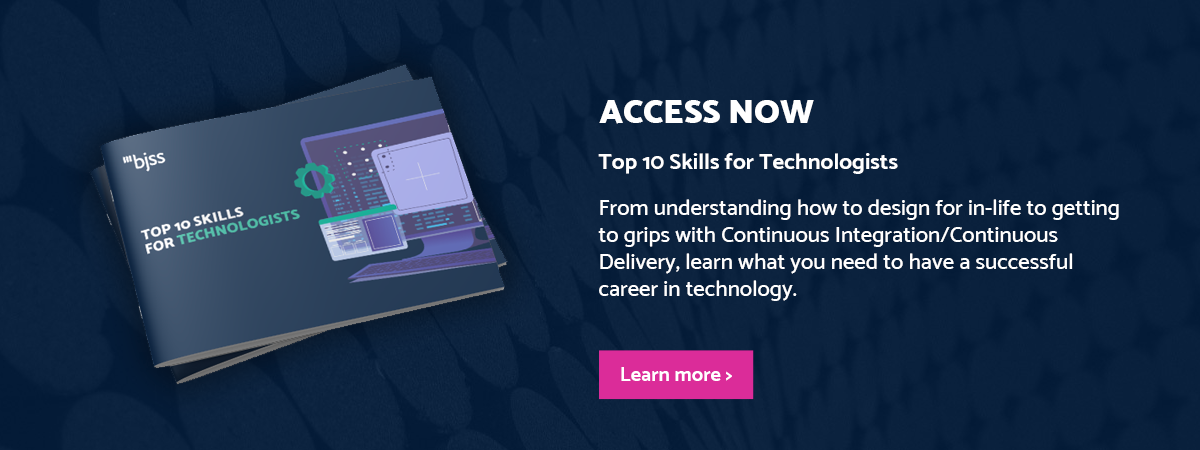 bjss
TOP 10 SKILLS
FOR TECHNOLOGISTS
ACCESS NOW
Top 10 Skills for Technologists
From understanding how to design for in-life to getting
to grips with Continuous Integration/Continuous
Delivery, learn what you need to have a successful
career in technology.
Learn more >